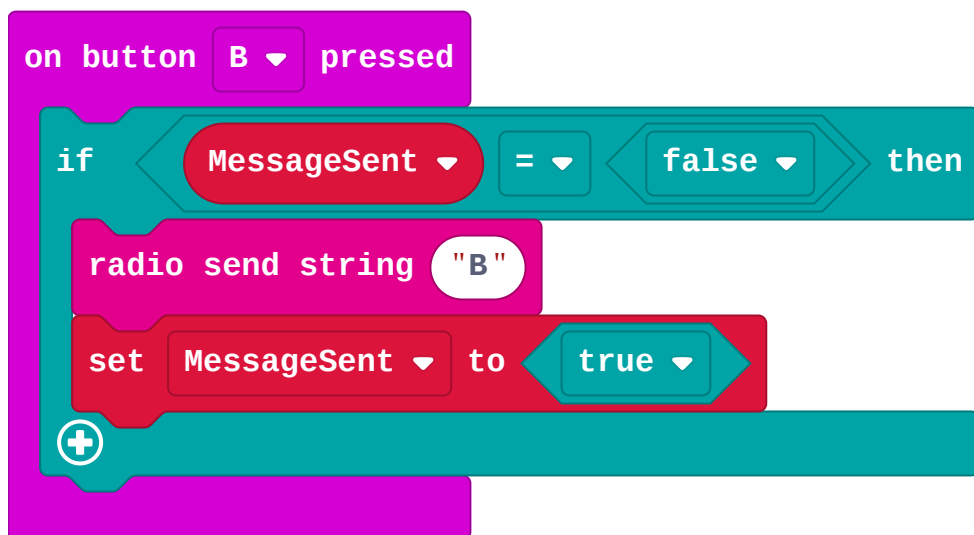 on button B pressed
if MessageSent = false then
radio send string "B"
set MessageSent to true